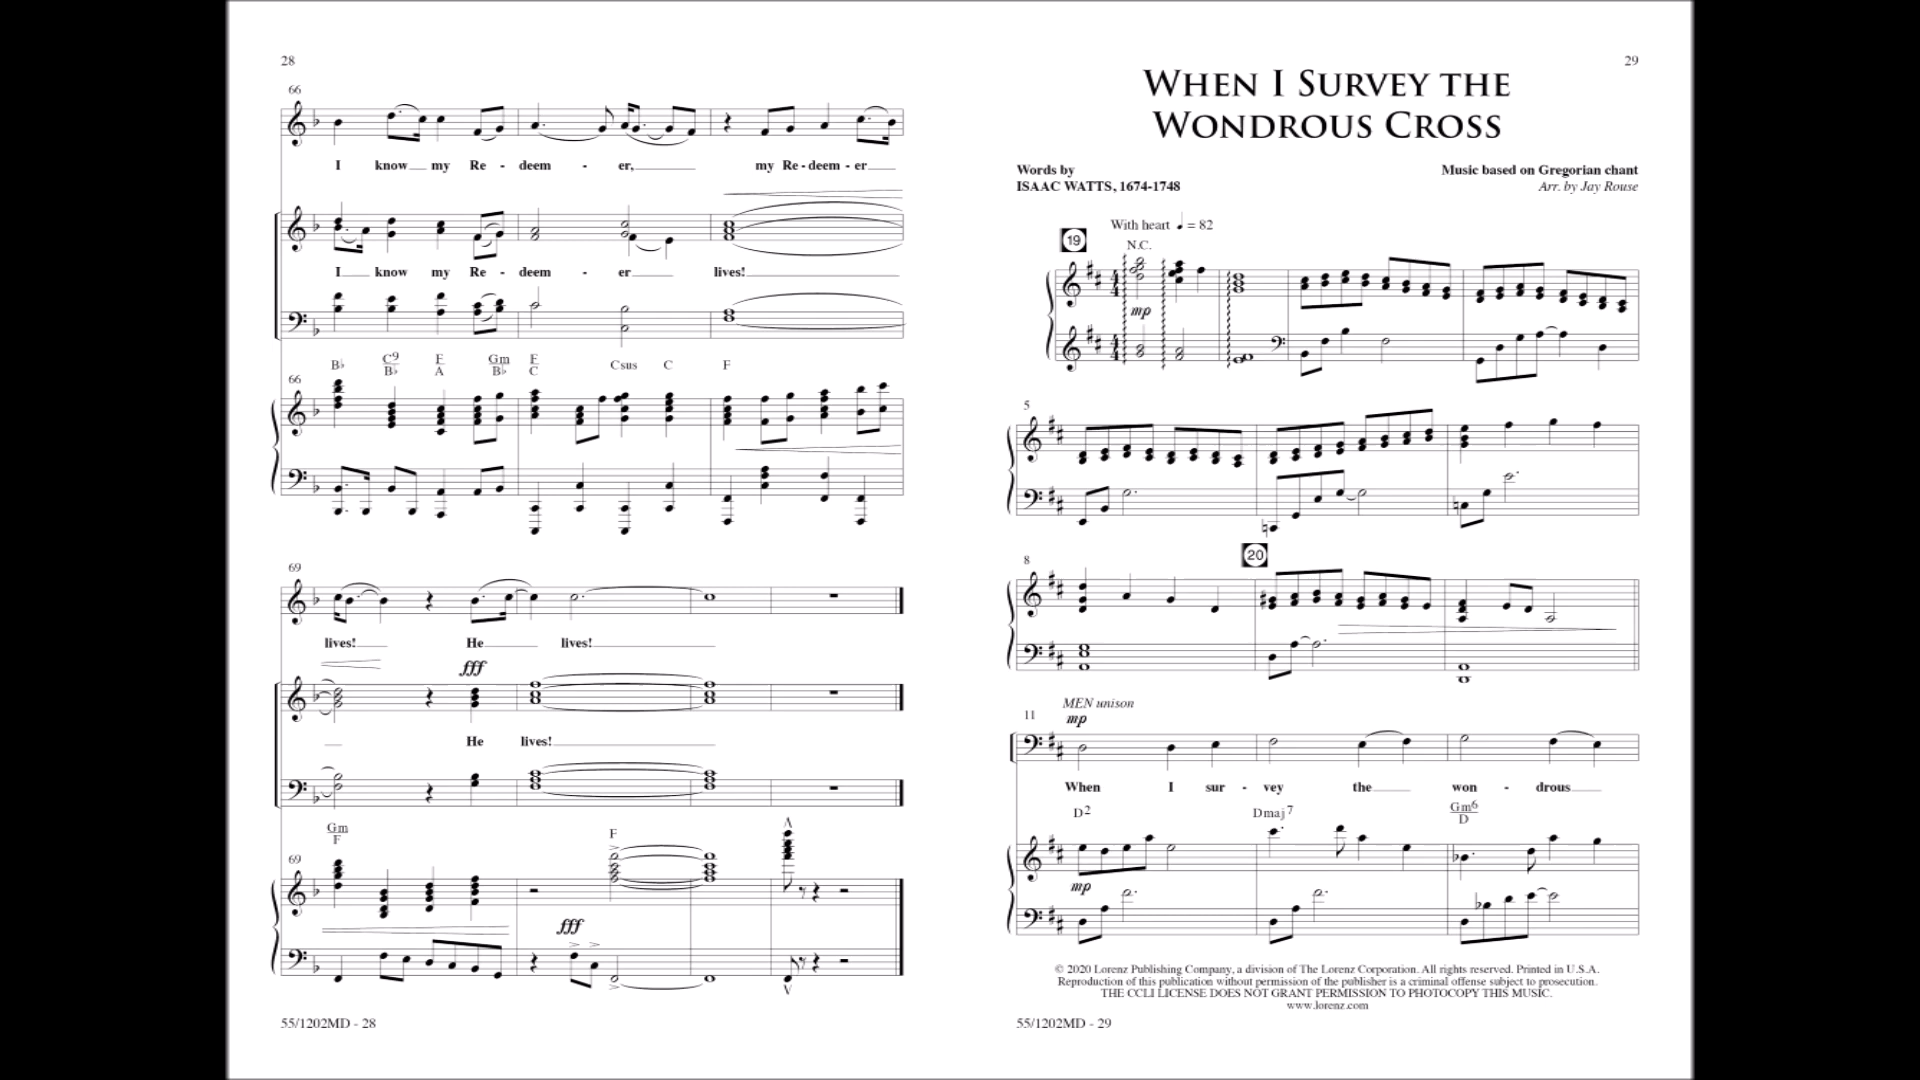 28
66
I know my Re - deem - er, my Re - deem - er
I know my Re - deem - er lives!
B♭ C9/B♭ F/A Gm/B♭ F/C Csus C F
66
69
lives! He lives!
fff
He lives!
Gm/F F
69
fff
55/1202MD - 28
29
WHEN I SURVEY THE
WONDROUS CROSS
Words by
ISAAC WATTS, 1674-1748
Music based on Gregorian chant
Arr. by Jay Rouse
With heart ♩ = 82
19
N.C.
mp
5
8
20
MEN unison
11
mp
When I sur - vey the won - drous
D2 Dmaj7 Gm6/D
mp
© 2020 Lorenz Publishing Company, a division of The Lorenz Corporation. All rights reserved. Printed in U.S.A.
Reproduction of this publication without permission of the publisher is a criminal offense subject to prosecution.
THE CCLI LICENSE DOES NOT GRANT PERMISSION TO PHOTOCOPY THIS MUSIC.
www.lorenz.com
55/1202MD - 29